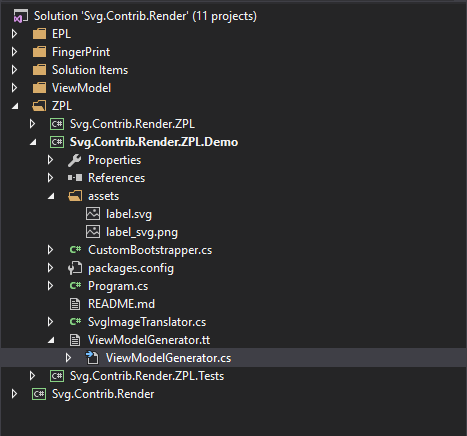 Solution 'Svg.Contrib.Render' (11 projects)
EPL
FingerPrint
Solution Items
ViewModel
ZPL
C# Svg.Contrib.Render.ZPL
C# Svg.Contrib.Render.ZPL.Demo
Properties
References
assets
label.svg
label_svg.png
C# CustomBootstrapper.cs
packages.config
C# Program.cs
README.md
C# SvgImageTranslator.cs
ViewModelGenerator.tt
ViewModelGenerator.cs
C# Svg.Contrib.Render.ZPL.Tests
C# Svg.Contrib.Render